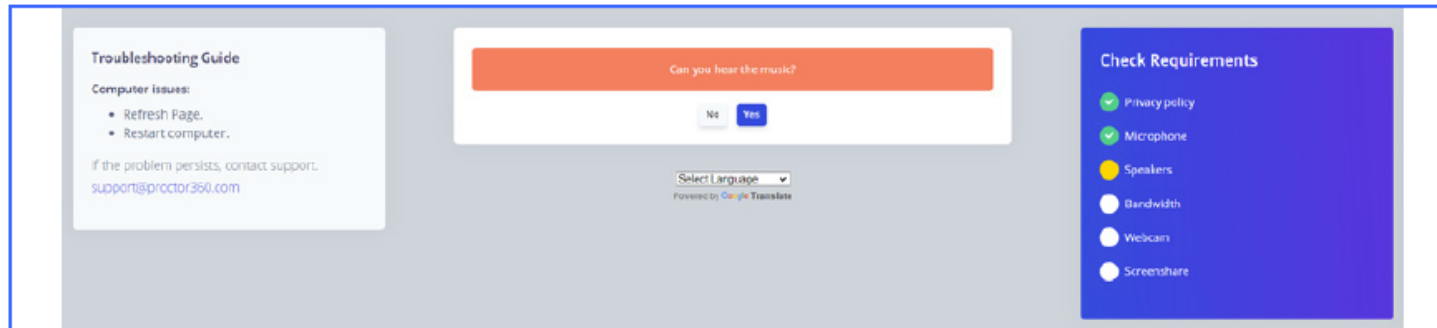 Troubleshooting Guide
Computer issues:
• Refresh Page.
• Restart computer.
If the problem persists, contact support.
support@proctor360.com
Can you hear the music?
No Yes
Select Language
Powered by Google Translate
Check Requirements
Privacy policy
Microphone
Speakers
Bandwidth
Webcam
Screenshare